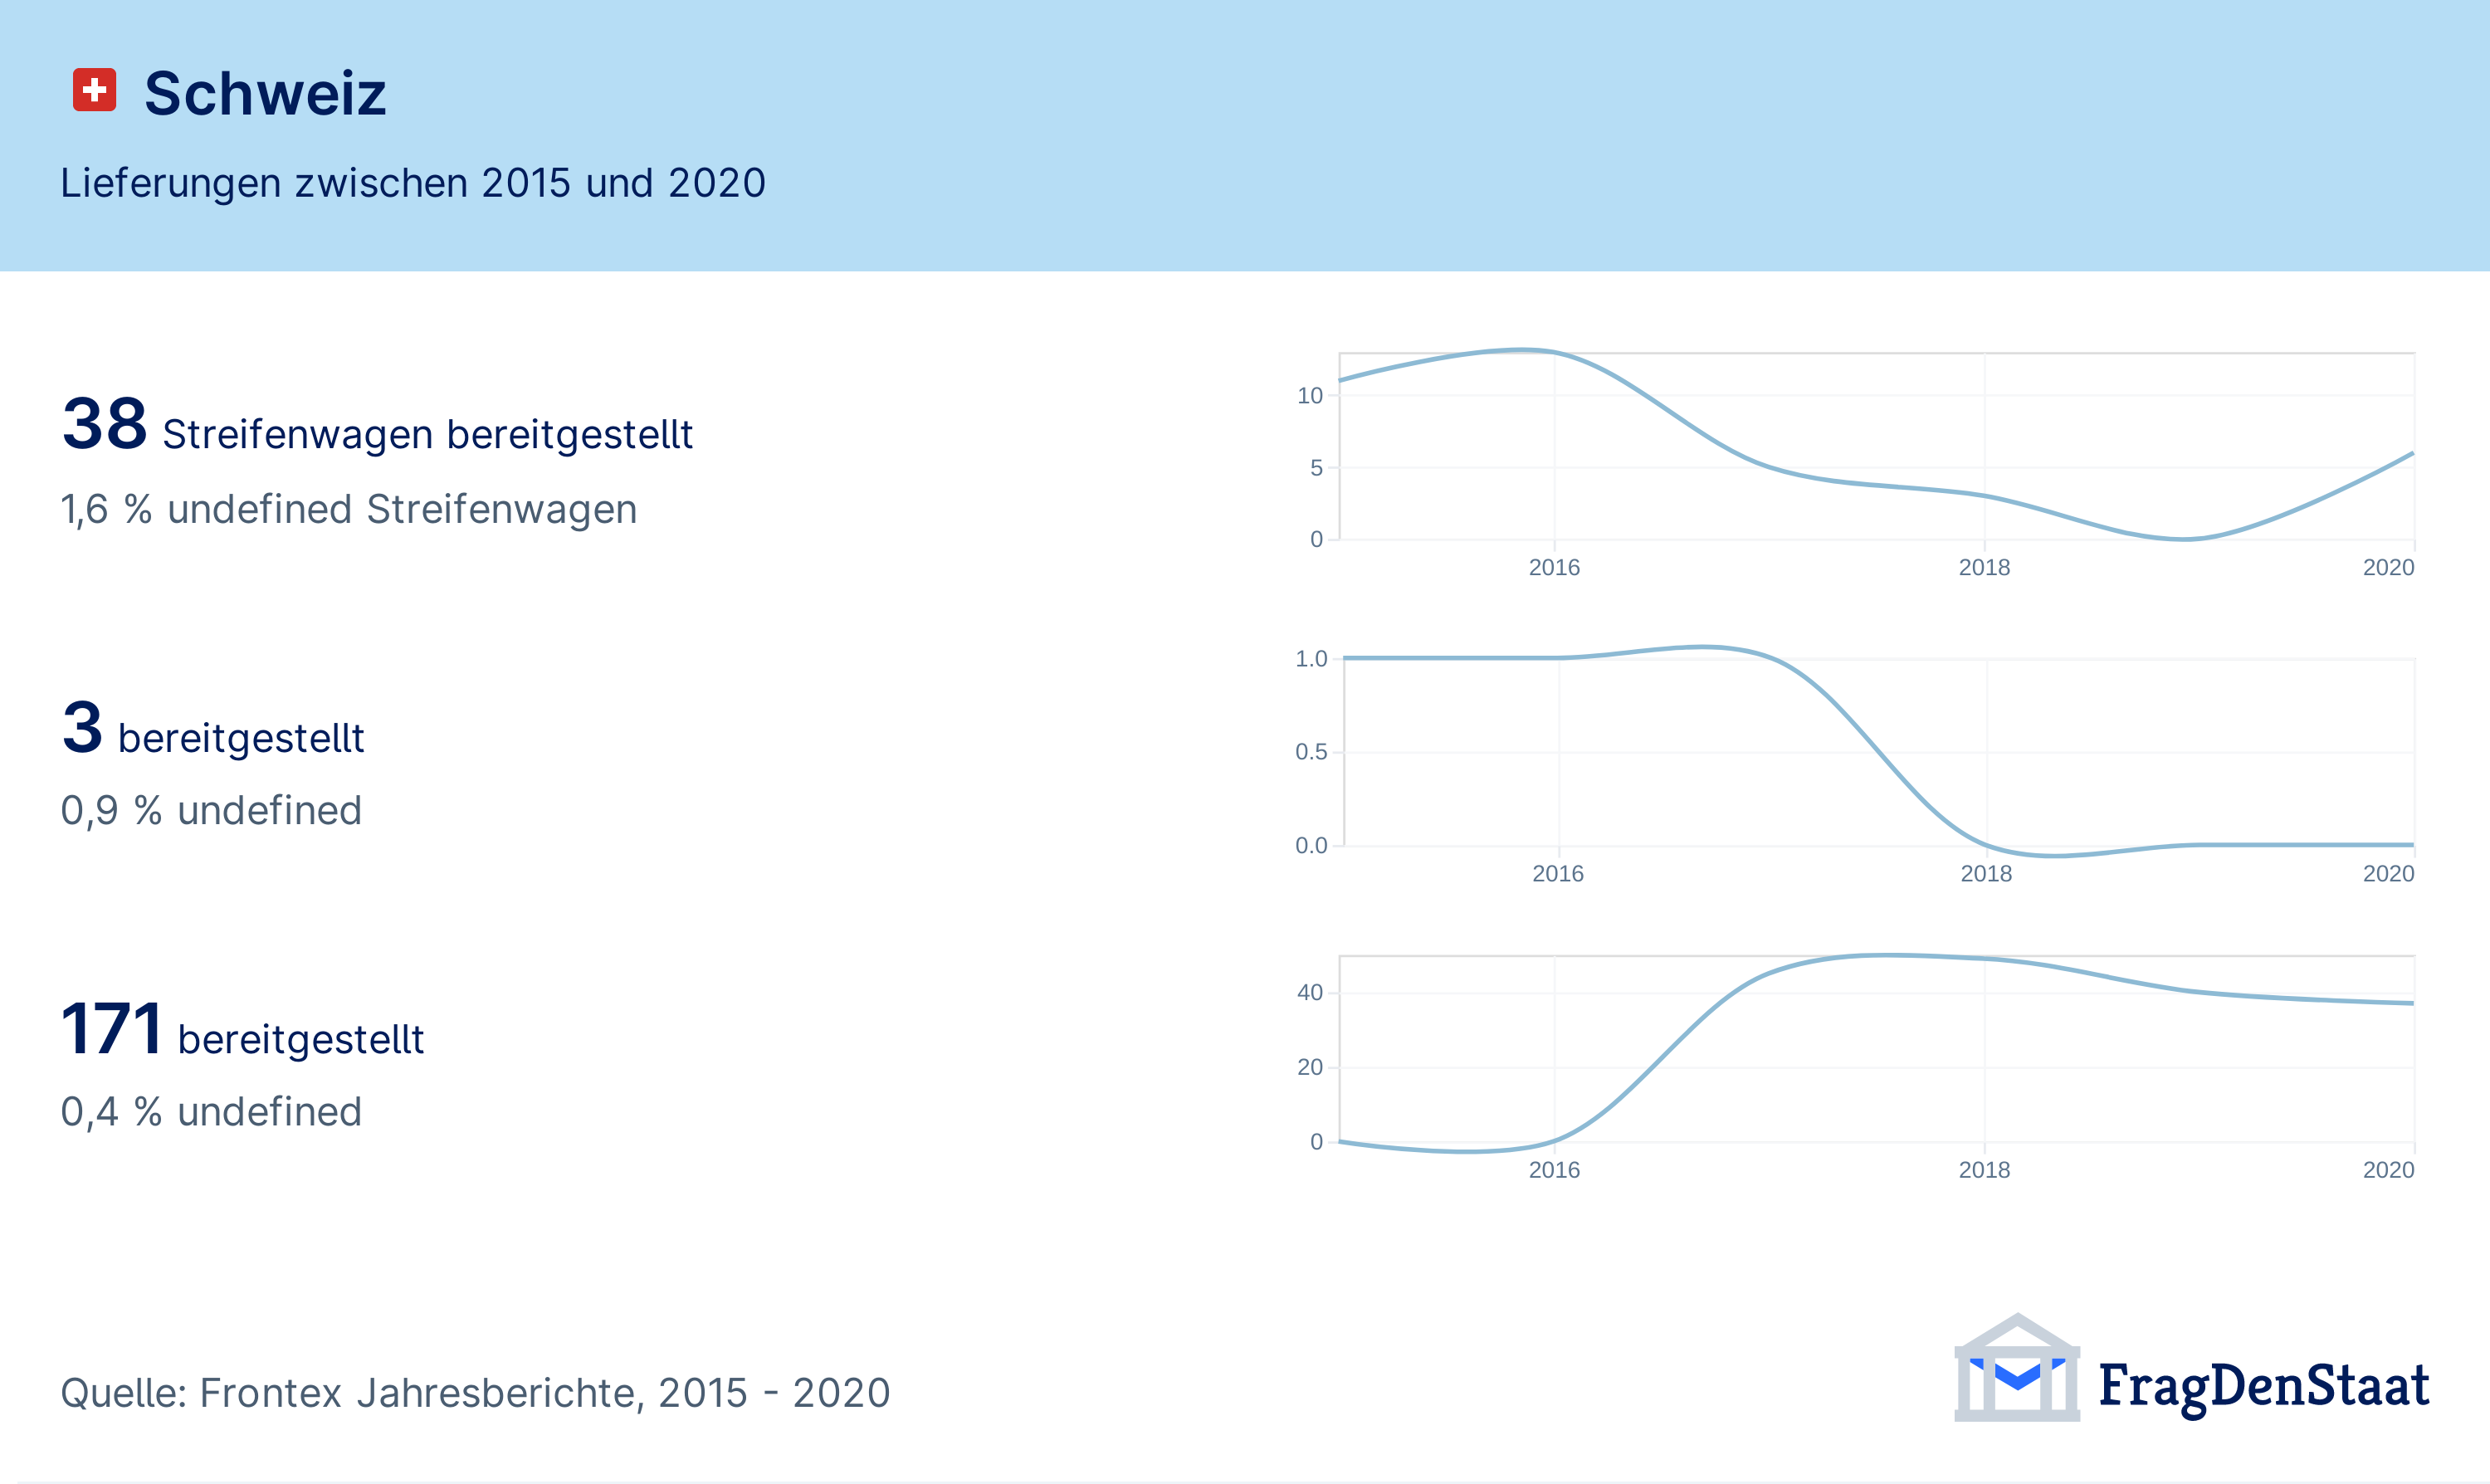 Schweiz
Lieferungen zwischen 2015 und 2020
38 Streifenwagen bereitgestellt
1,6 % undefined Streifenwagen
10
5
0
2016 2018 2020
3 bereitgestellt
0,9 % undefined
1.0
0.5
0.0
2016 2018 2020
171 bereitgestellt
0,4 % undefined
40
20
0
2016 2018 2020
Quelle: Frontex Jahresberichte, 2015 - 2020
FragDenStaat